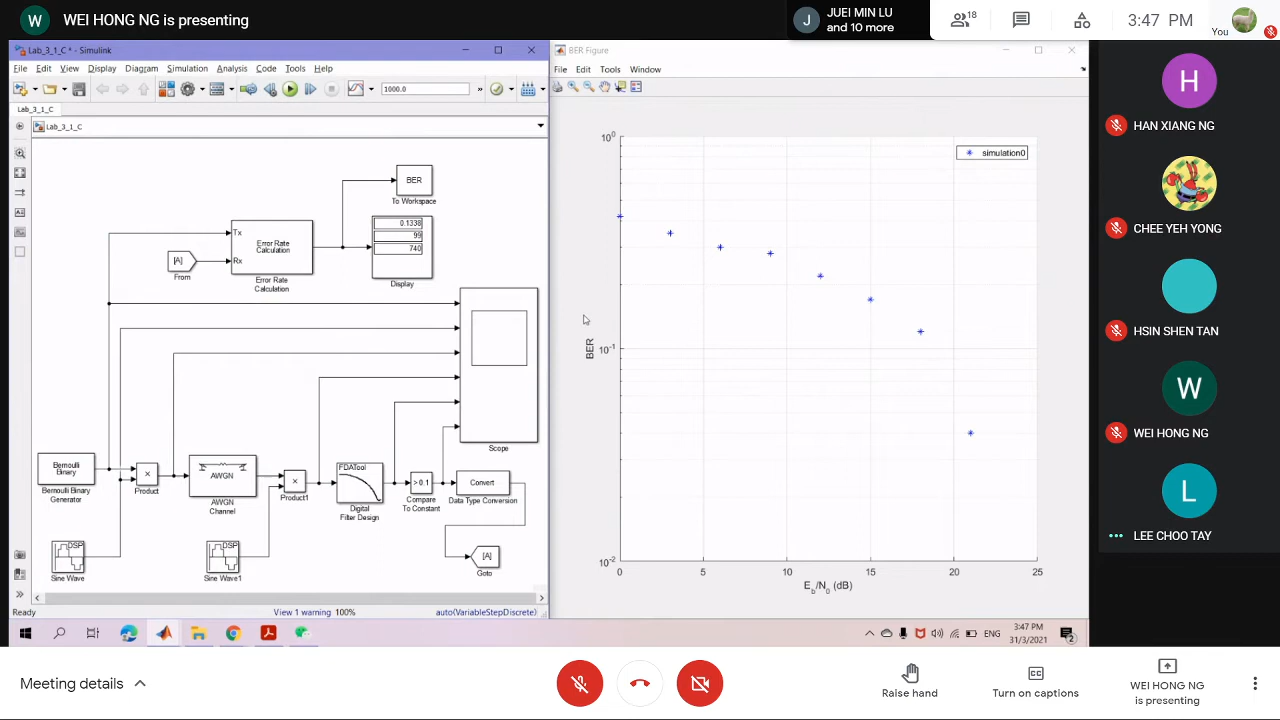 W WEI HONG NG is presenting
J JUEI MIN LU
and 10 more
18
3:47 PM
You
Lab_3_1_C * - Simulink
File Edit View Display Diagram Simulation Analysis Code Tools Help
1000.0
Lab_3_1_C
Lab_3_1_C
BER
To Workspace
0.1338
99
740
Display
Tx
Rx
Error Rate
Calculation
Error Rate
Calculation
[A]
From
Scope
Bernoulli
Binary
Bernoulli Binary
Generator
×
Product
AWGN
AWGN
Channel
×
Product1
FDATool
Digital
Filter Design
> 0.1
Compare
To Constant
Convert
Data Type Conversion
DSP
Sine Wave
DSP
Sine Wave1
[A]
Goto
Ready View 1 warning 100% auto(VariableStepDiscrete)
BER Figure
File Edit Tools Window
simulation0
10^0
10^-1
10^-2
BER
0 5 10 15 20 25
E_b/N_0 (dB)
ENG
3:47 PM
31/3/2021
2
H
HAN XIANG NG
CHEE YEH YONG
HSIN SHEN TAN
W
WEI HONG NG
L
LEE CHOO TAY
Meeting details
Raise hand
CC
Turn on captions
WEI HONG NG
is presenting